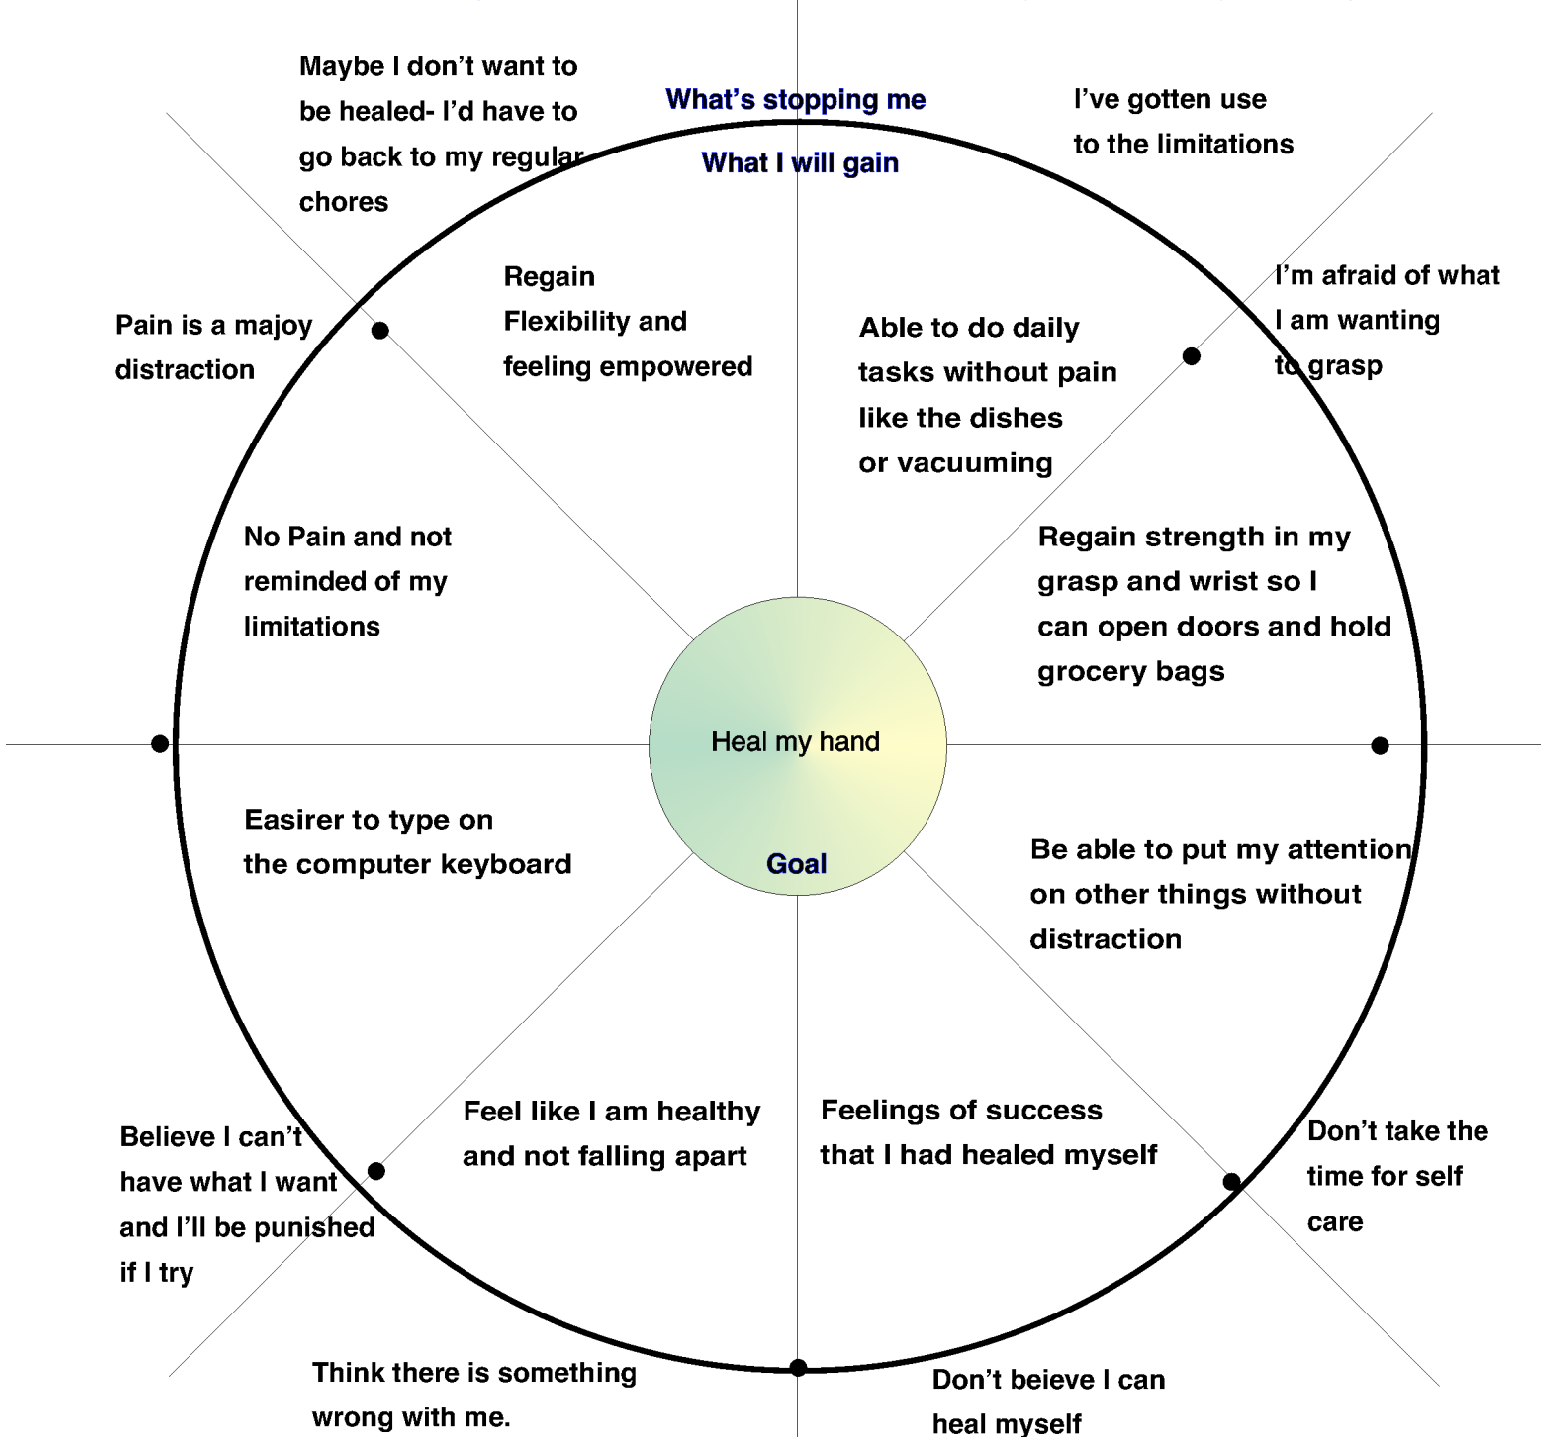 Maybe I don't want to
be healed- I'd have to
go back to my regular
chores
What's stopping me
What I will gain
I've gotten use
to the limitations
Pain is a majoy
distraction
Regain
Flexibility and
feeling empowered
Able to do daily
tasks without pain
like the dishes
or vacuuming
I'm afraid of what
I am wanting
to grasp
No Pain and not
reminded of my
limitations
Regain strength in my
grasp and wrist so I
can open doors and hold
grocery bags
Heal my hand
Goal
Easirer to type on
the computer keyboard
Be able to put my attention
on other things without
distraction
Believe I can't
have what I want
and I'll be punished
if I try
Feel like I am healthy
and not falling apart
Feelings of success
that I had healed myself
Don't take the
time for self
care
Think there is something
wrong with me.
Don't beieve I can
heal myself